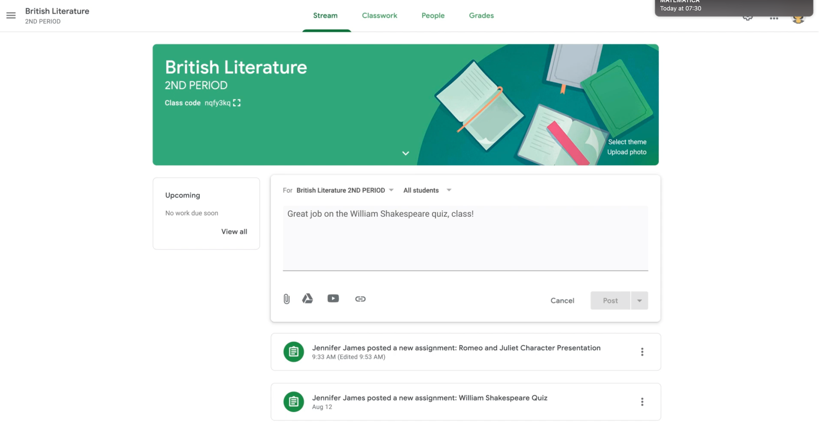 British Literature
2ND PERIOD
Stream
Classwork
People
Grades
MATEMATICA
Today at 07:30
British Literature
2ND PERIOD
Class code nqfy3kq
Select theme
Upload photo
Upcoming
No work due soon
View all
For British Literature 2ND PERIOD All students
Great job on the William Shakespeare quiz, class!
Cancel
Post
Jennifer James posted a new assignment: Romeo and Juliet Character Presentation
9:33 AM (Edited 9:53 AM)
Jennifer James posted a new assignment: William Shakespeare Quiz
Aug 12